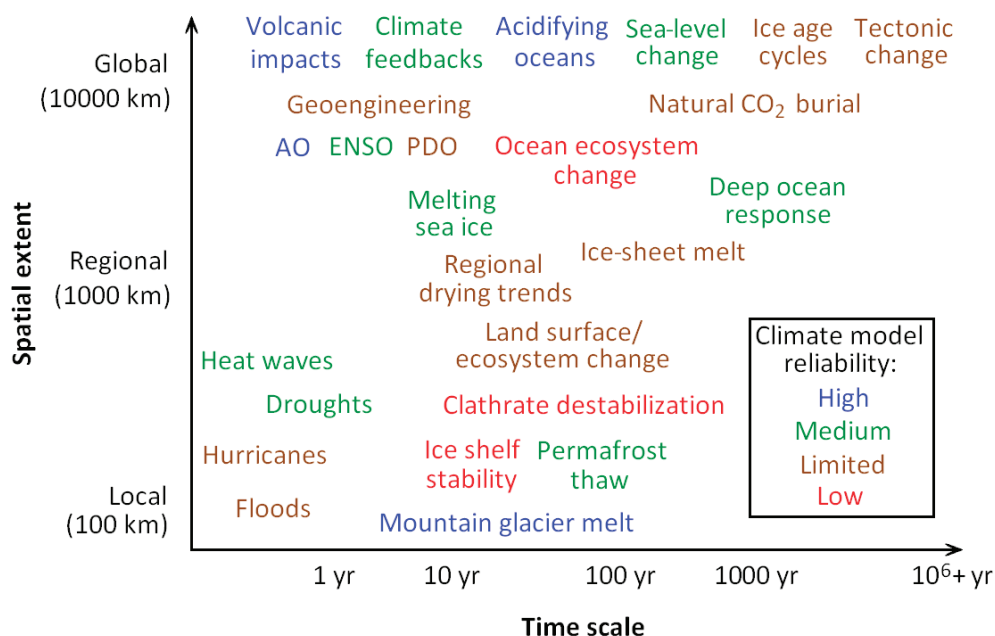 Volcanic
impacts
Climate
feedbacks
Acidifying
oceans
Sea-level
change
Ice age
cycles
Tectonic
change
Global
(10000 km)
Geoengineering
Natural CO₂ burial
AO
ENSO
PDO
Ocean ecosystem
change
Deep ocean
response
Melting
sea ice
Ice-sheet melt
Regional
(1000 km)
Regional
drying trends
Land surface/
ecosystem change
Heat waves
Droughts
Clathrate destabilization
Hurricanes
Ice shelf
stability
Permafrost
thaw
Local
(100 km)
Floods
Mountain glacier melt
Spatial extent
Climate model
reliability:
High
Medium
Limited
Low
1 yr
10 yr
100 yr
1000 yr
10⁶+ yr
Time scale